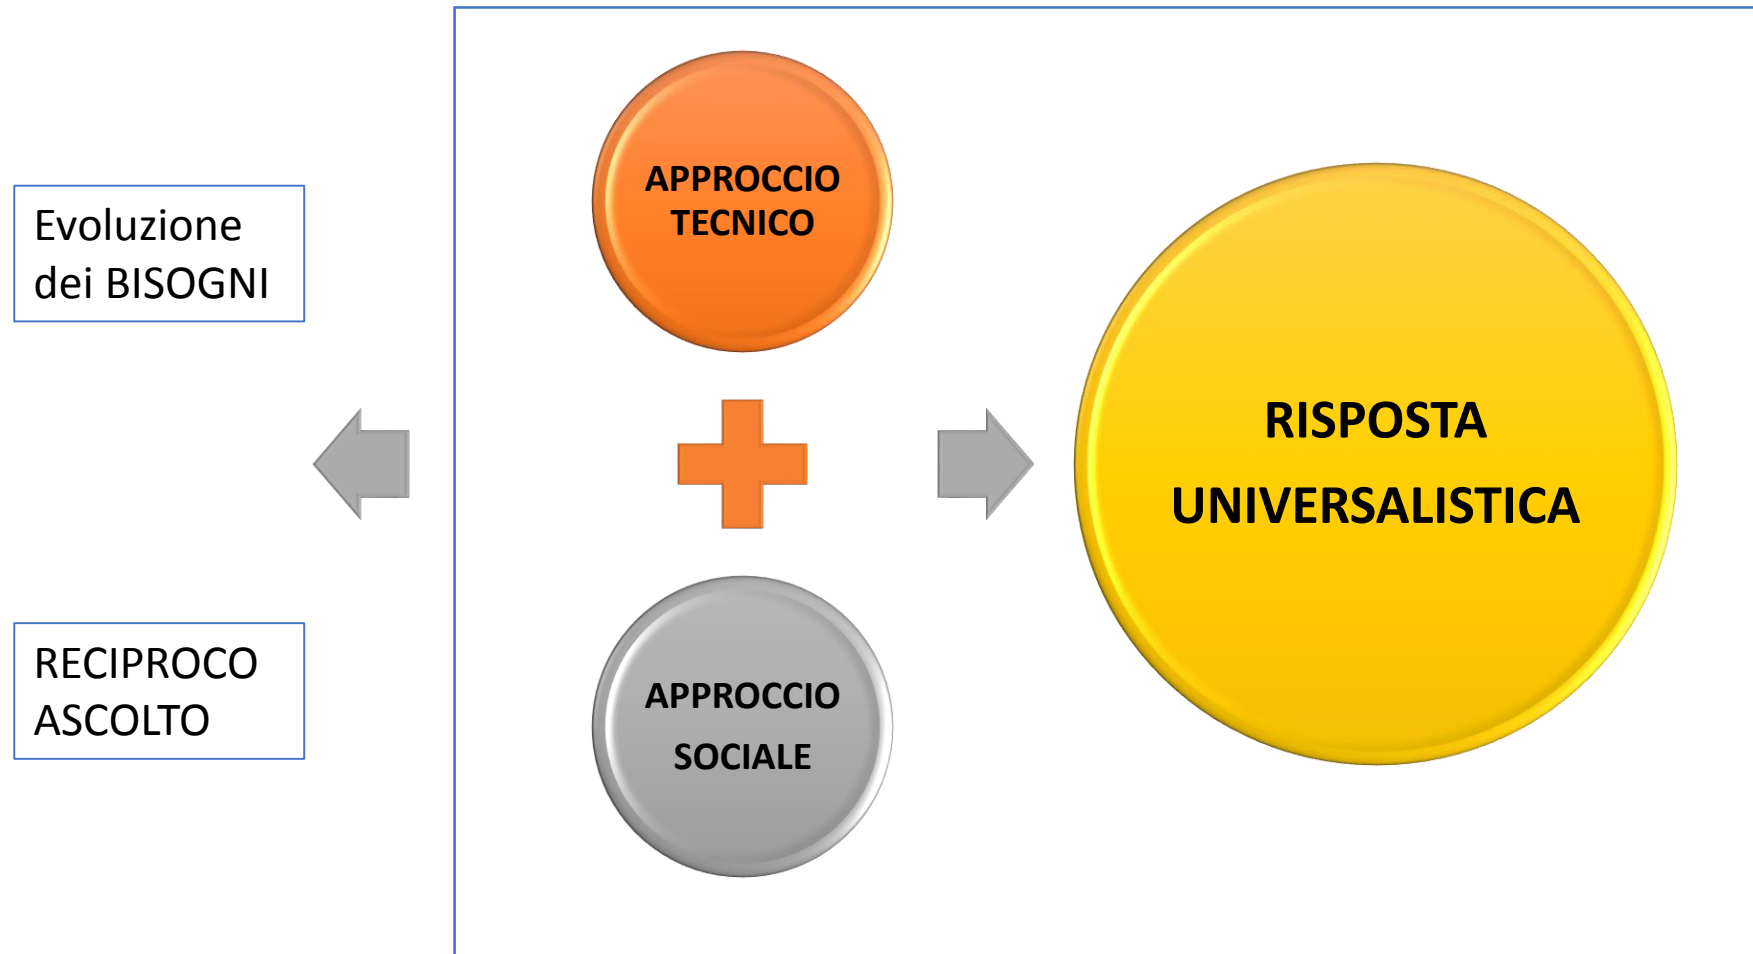 Evoluzione
dei BISOGNI
RECIPROCO
ASCOLTO
APPROCCIO
TECNICO
APPROCCIO
SOCIALE
RISPOSTA
UNIVERSALISTICA